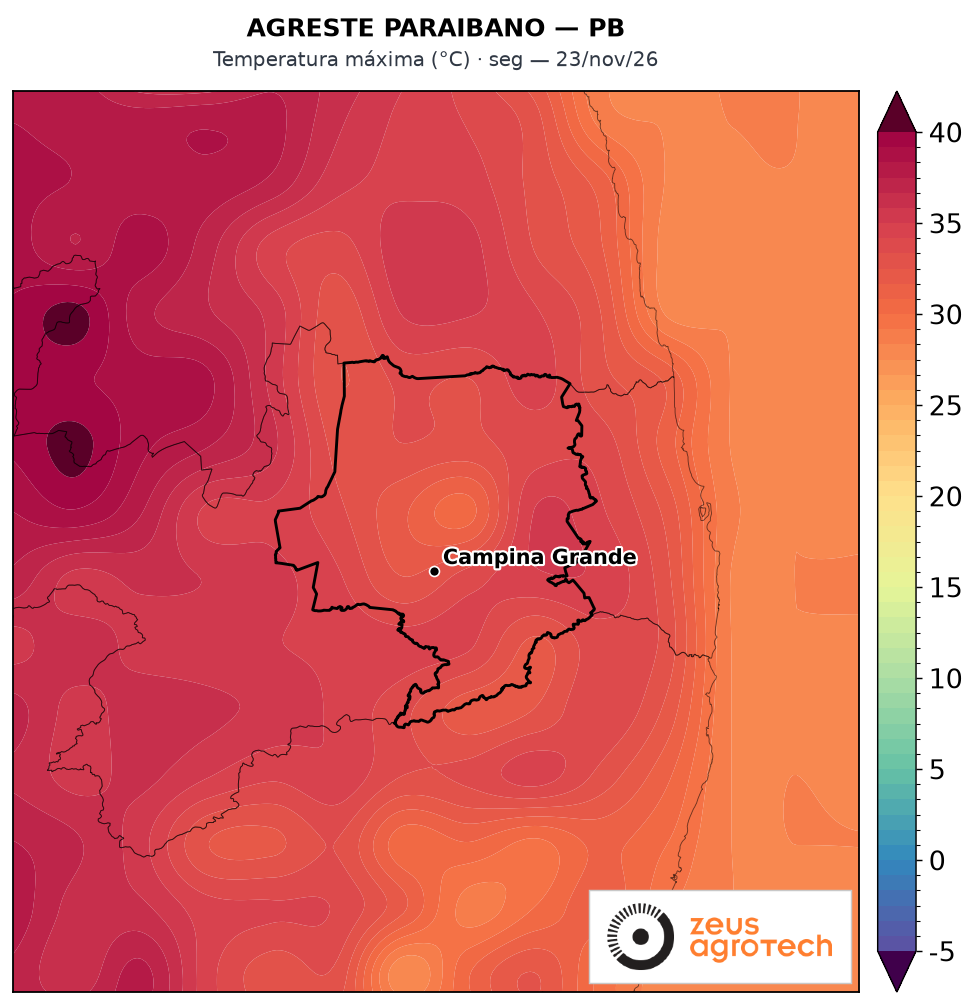 AGRESTE PARAIBANO — PB
Temperatura máxima (°C) · seg — 23/nov/26
40
35
30
25
20
15
10
5
0
-5
Campina Grande
zeus
agrotech